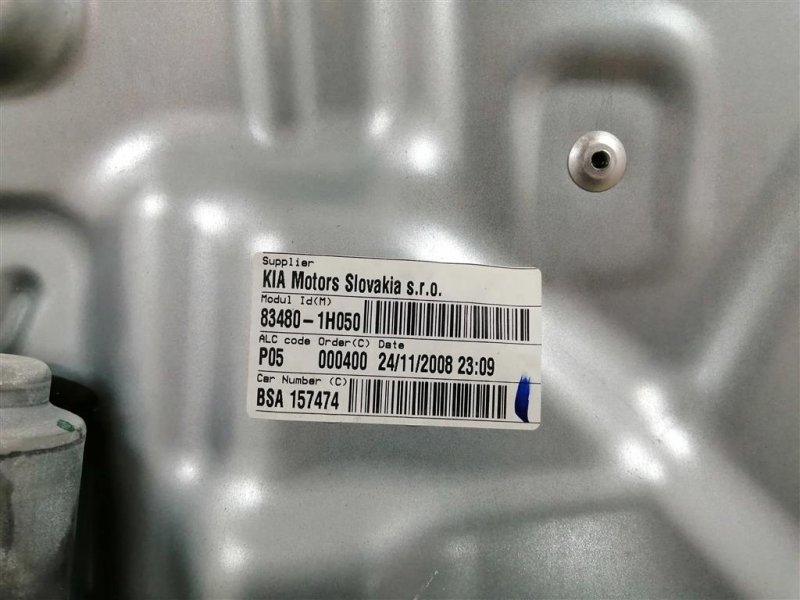 Supplier
KIA Motors Slovakia s.r.o.
Modul Id(M)
83480-1H050
ALC code Order(C) Date
P05 000400 24/11/2008 23:09
Car Number (C)
BSA 157474